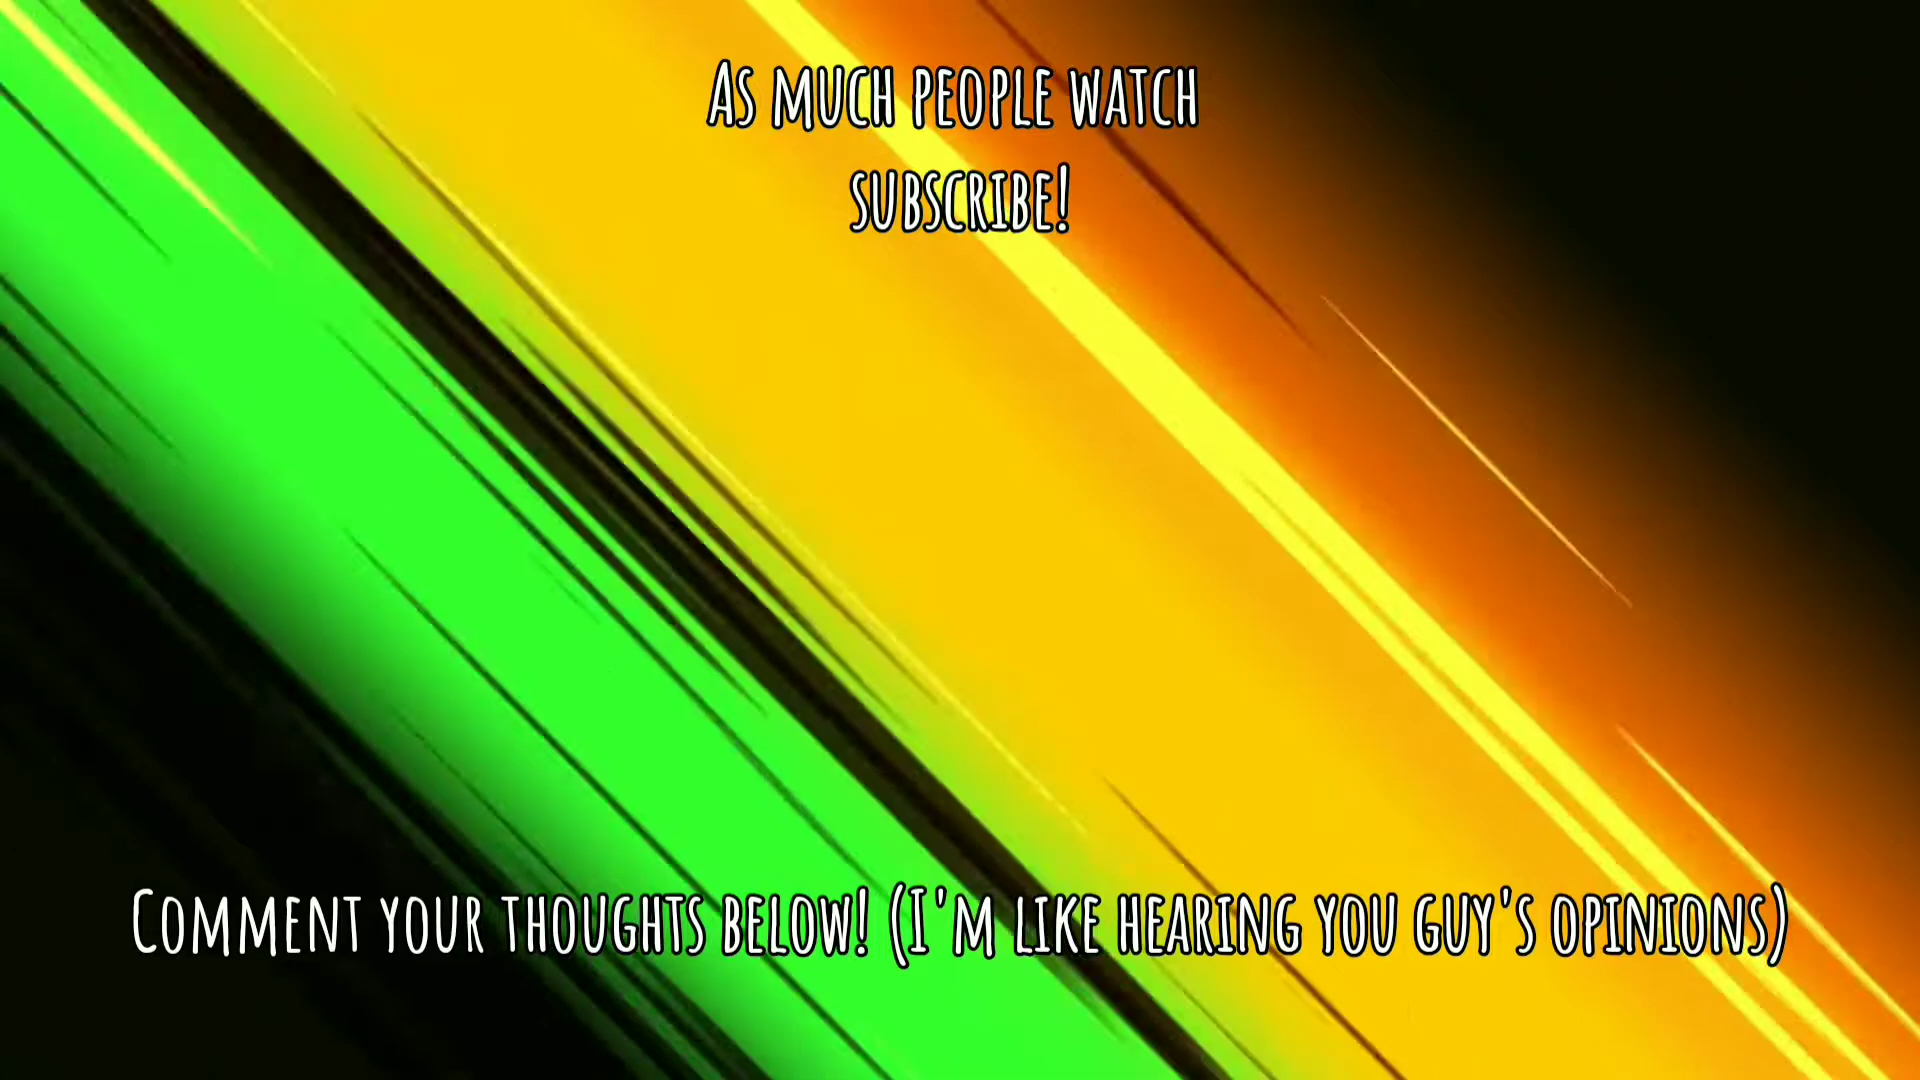 As much people watch
subscribe!
Comment your thoughts below! (I'm like hearing you guy's opinions)